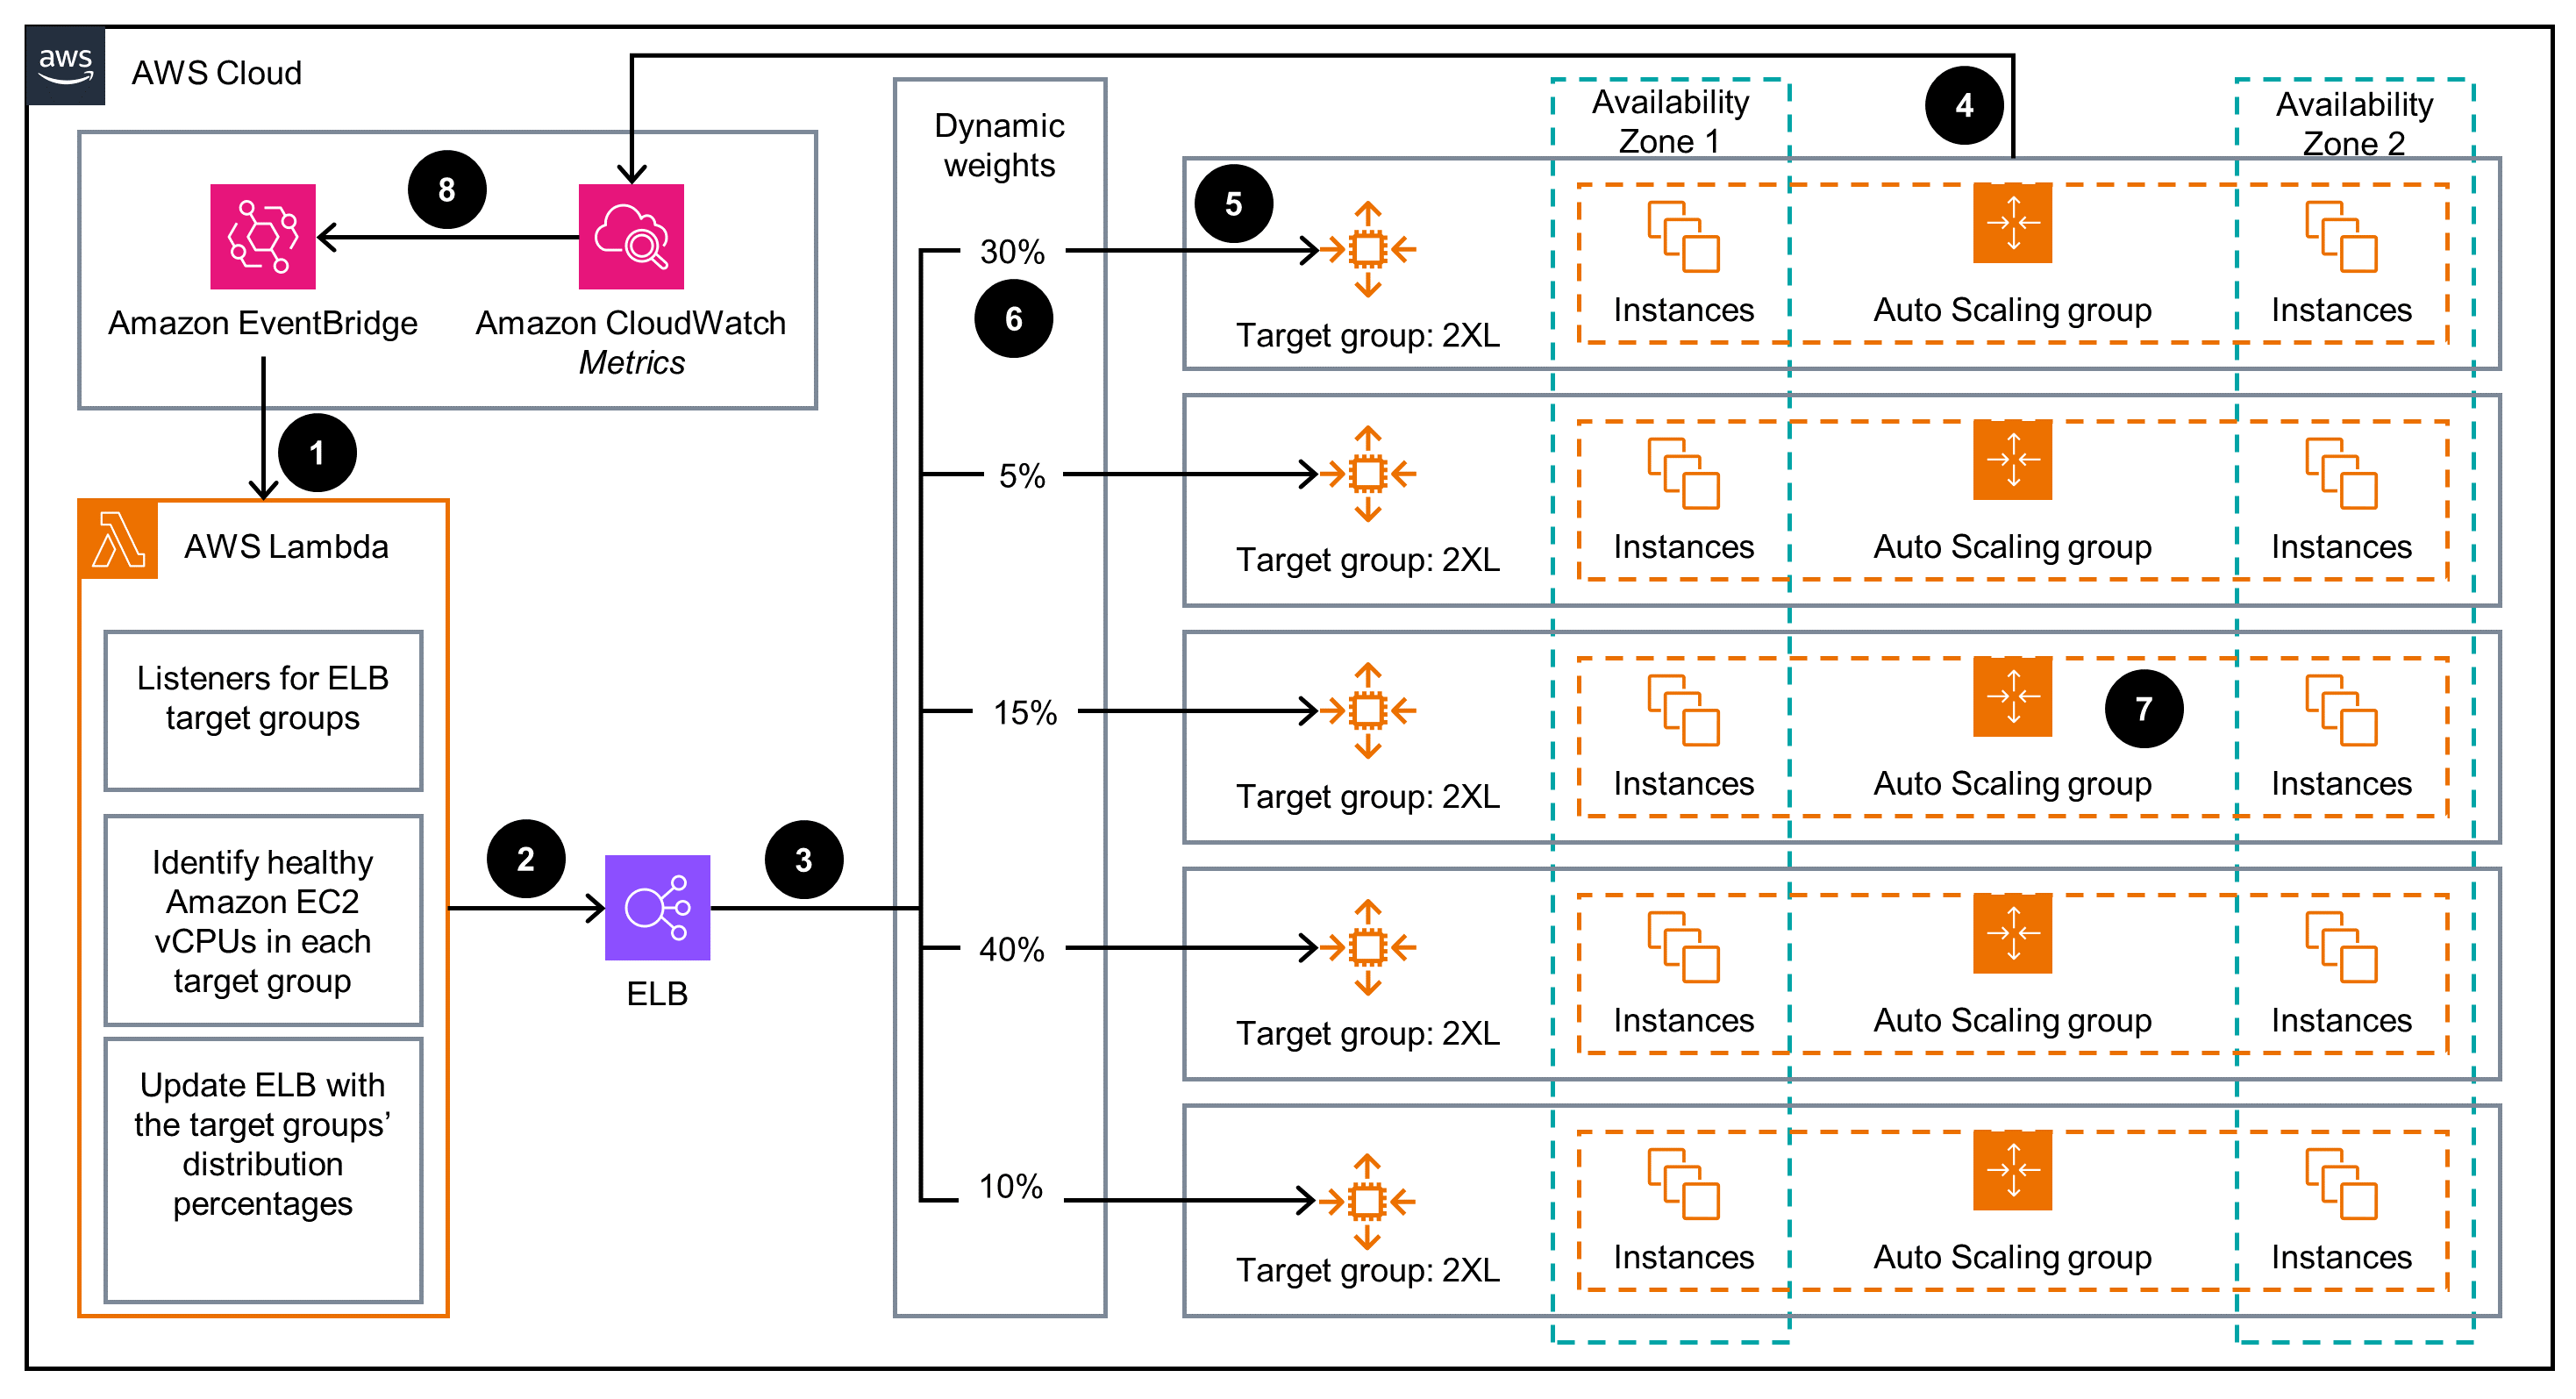 aws
AWS Cloud
8
Amazon EventBridge
Amazon CloudWatch
Metrics
1
AWS Lambda
Listeners for ELB
target groups
Identify healthy
Amazon EC2
vCPUs in each
target group
Update ELB with
the target groups’
distribution
percentages
2
ELB
3
Dynamic
weights
30%
6
5%
15%
40%
10%
Availability
Zone 1
4
Availability
Zone 2
5
Target group: 2XL
Instances
Auto Scaling group
Instances
Target group: 2XL
Instances
Auto Scaling group
Instances
7
Target group: 2XL
Instances
Auto Scaling group
Instances
Target group: 2XL
Instances
Auto Scaling group
Instances
Target group: 2XL
Instances
Auto Scaling group
Instances